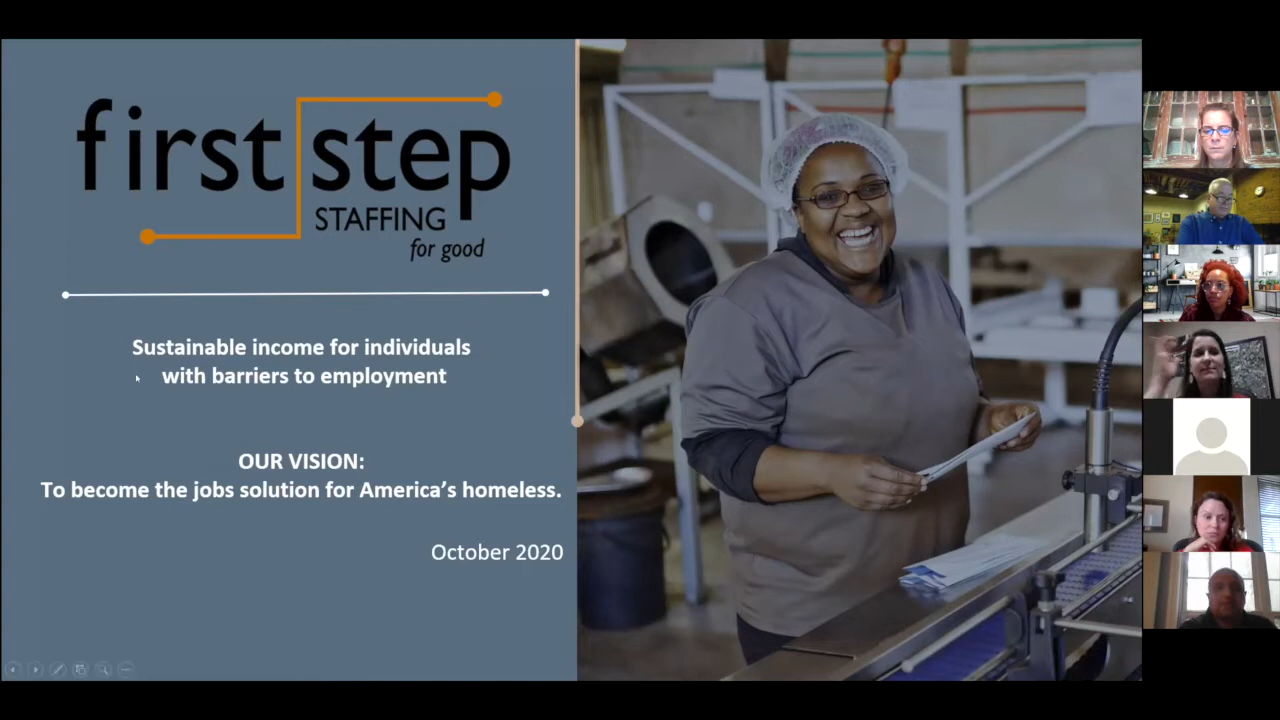 first step
STAFFING
for good
Sustainable income for individuals
with barriers to employment
OUR VISION:
To become the jobs solution for America's homeless.
October 2020